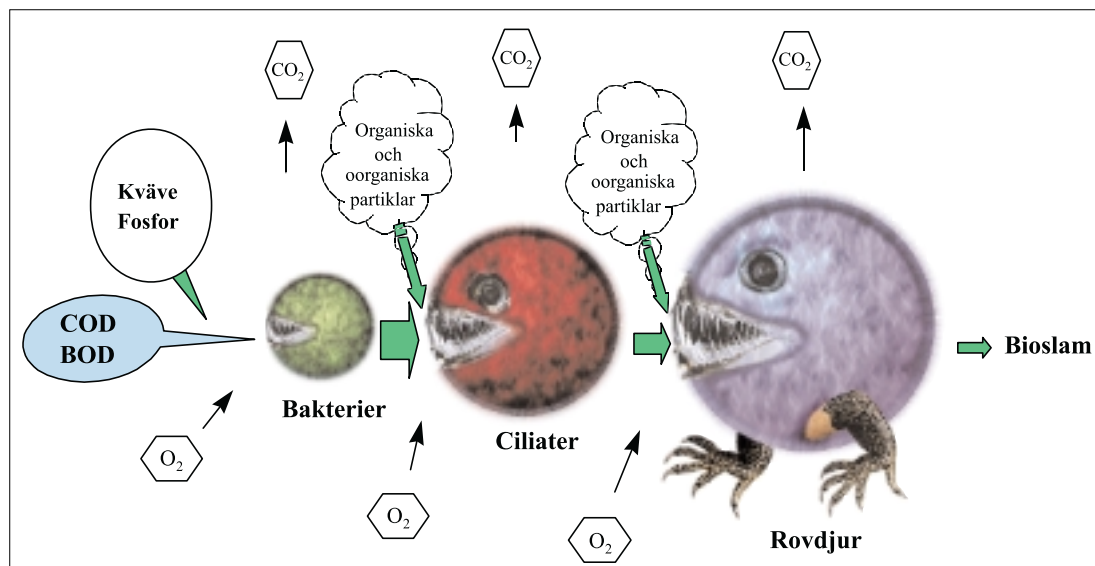 CO₂
CO₂
CO₂
Organiska
och
oorganiska
partiklar
Organiska
och
oorganiska
partiklar
Kväve
Fosfor
COD
BOD
Bioslam
Bakterier
Ciliater
Rovdjur
O₂
O₂
O₂